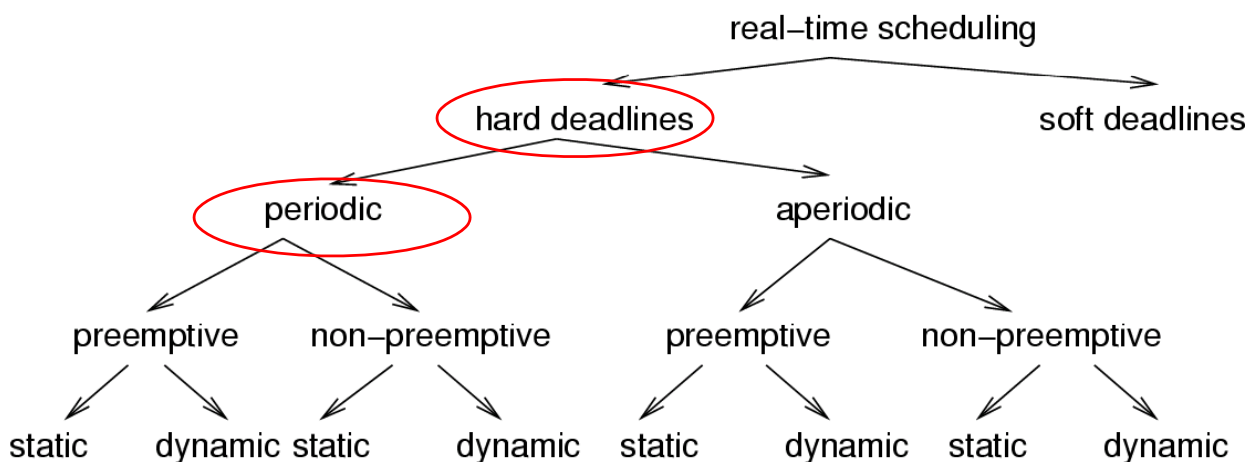 real−time scheduling
hard deadlines soft deadlines
periodic aperiodic
preemptive non−preemptive preemptive non−preemptive
static dynamic static dynamic static dynamic static dynamic